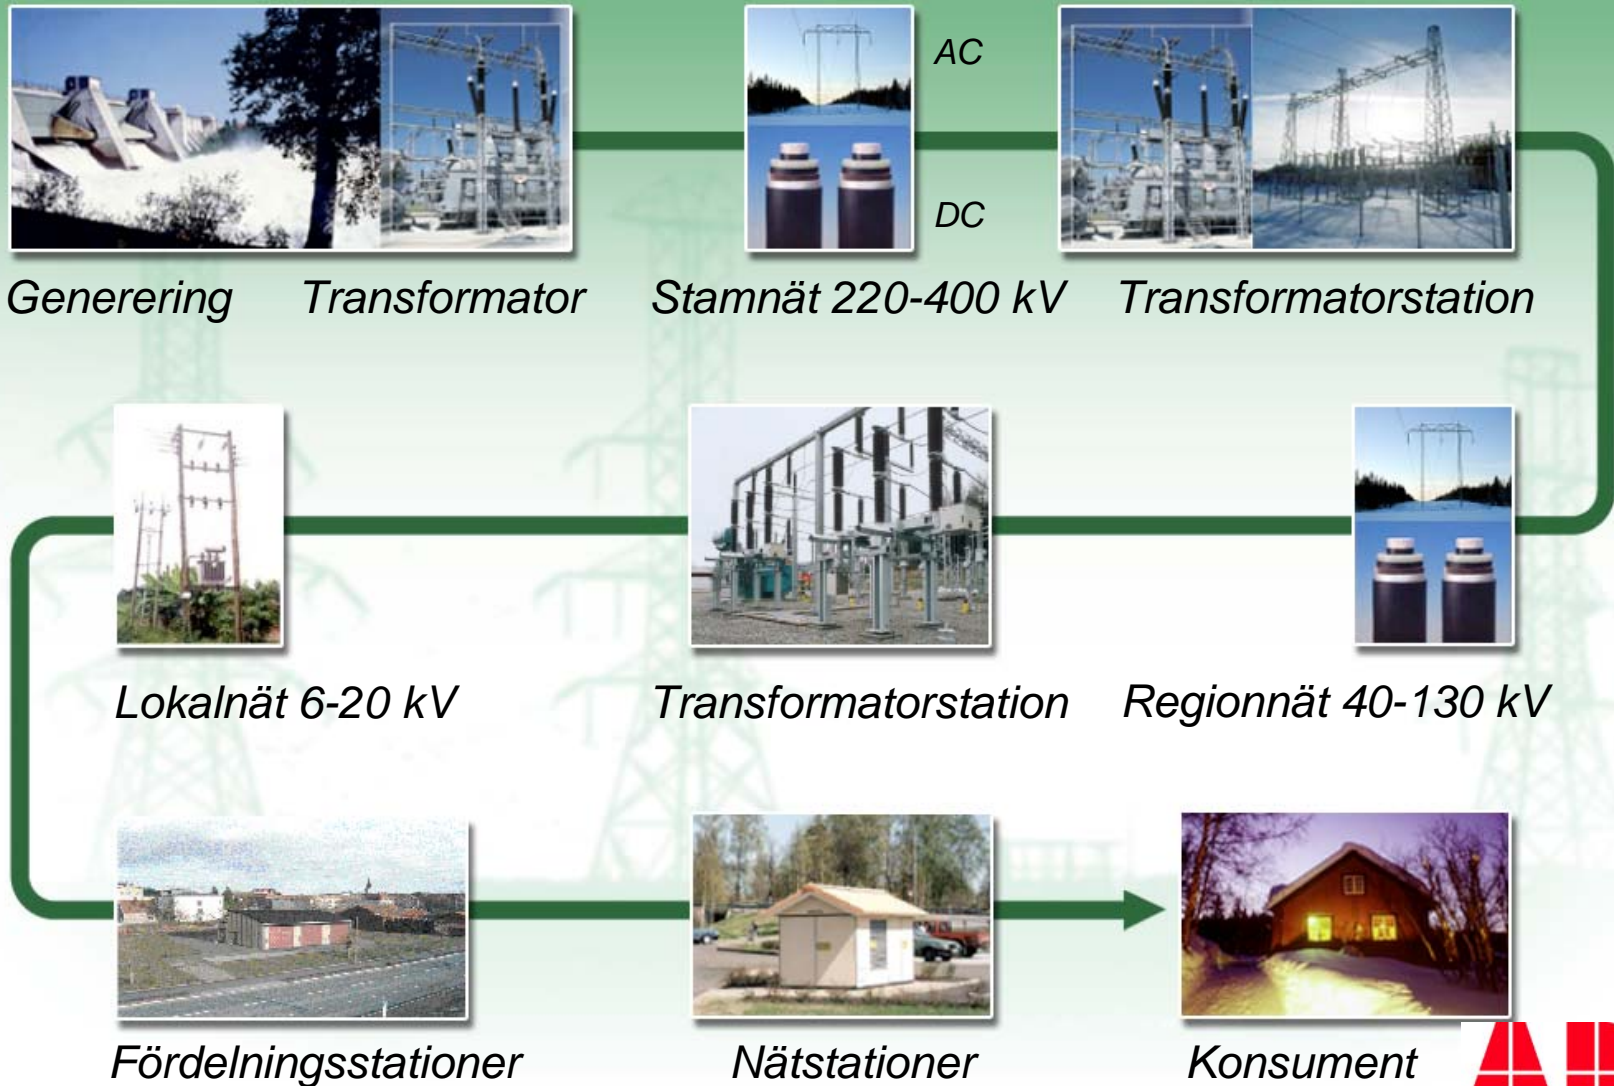 AC
DC
Generering Transformator Stamnät 220-400 kV Transformatorstation
Lokalnät 6-20 kV Transformatorstation Regionnät 40-130 kV
Fördelningsstationer Nätstationer Konsument